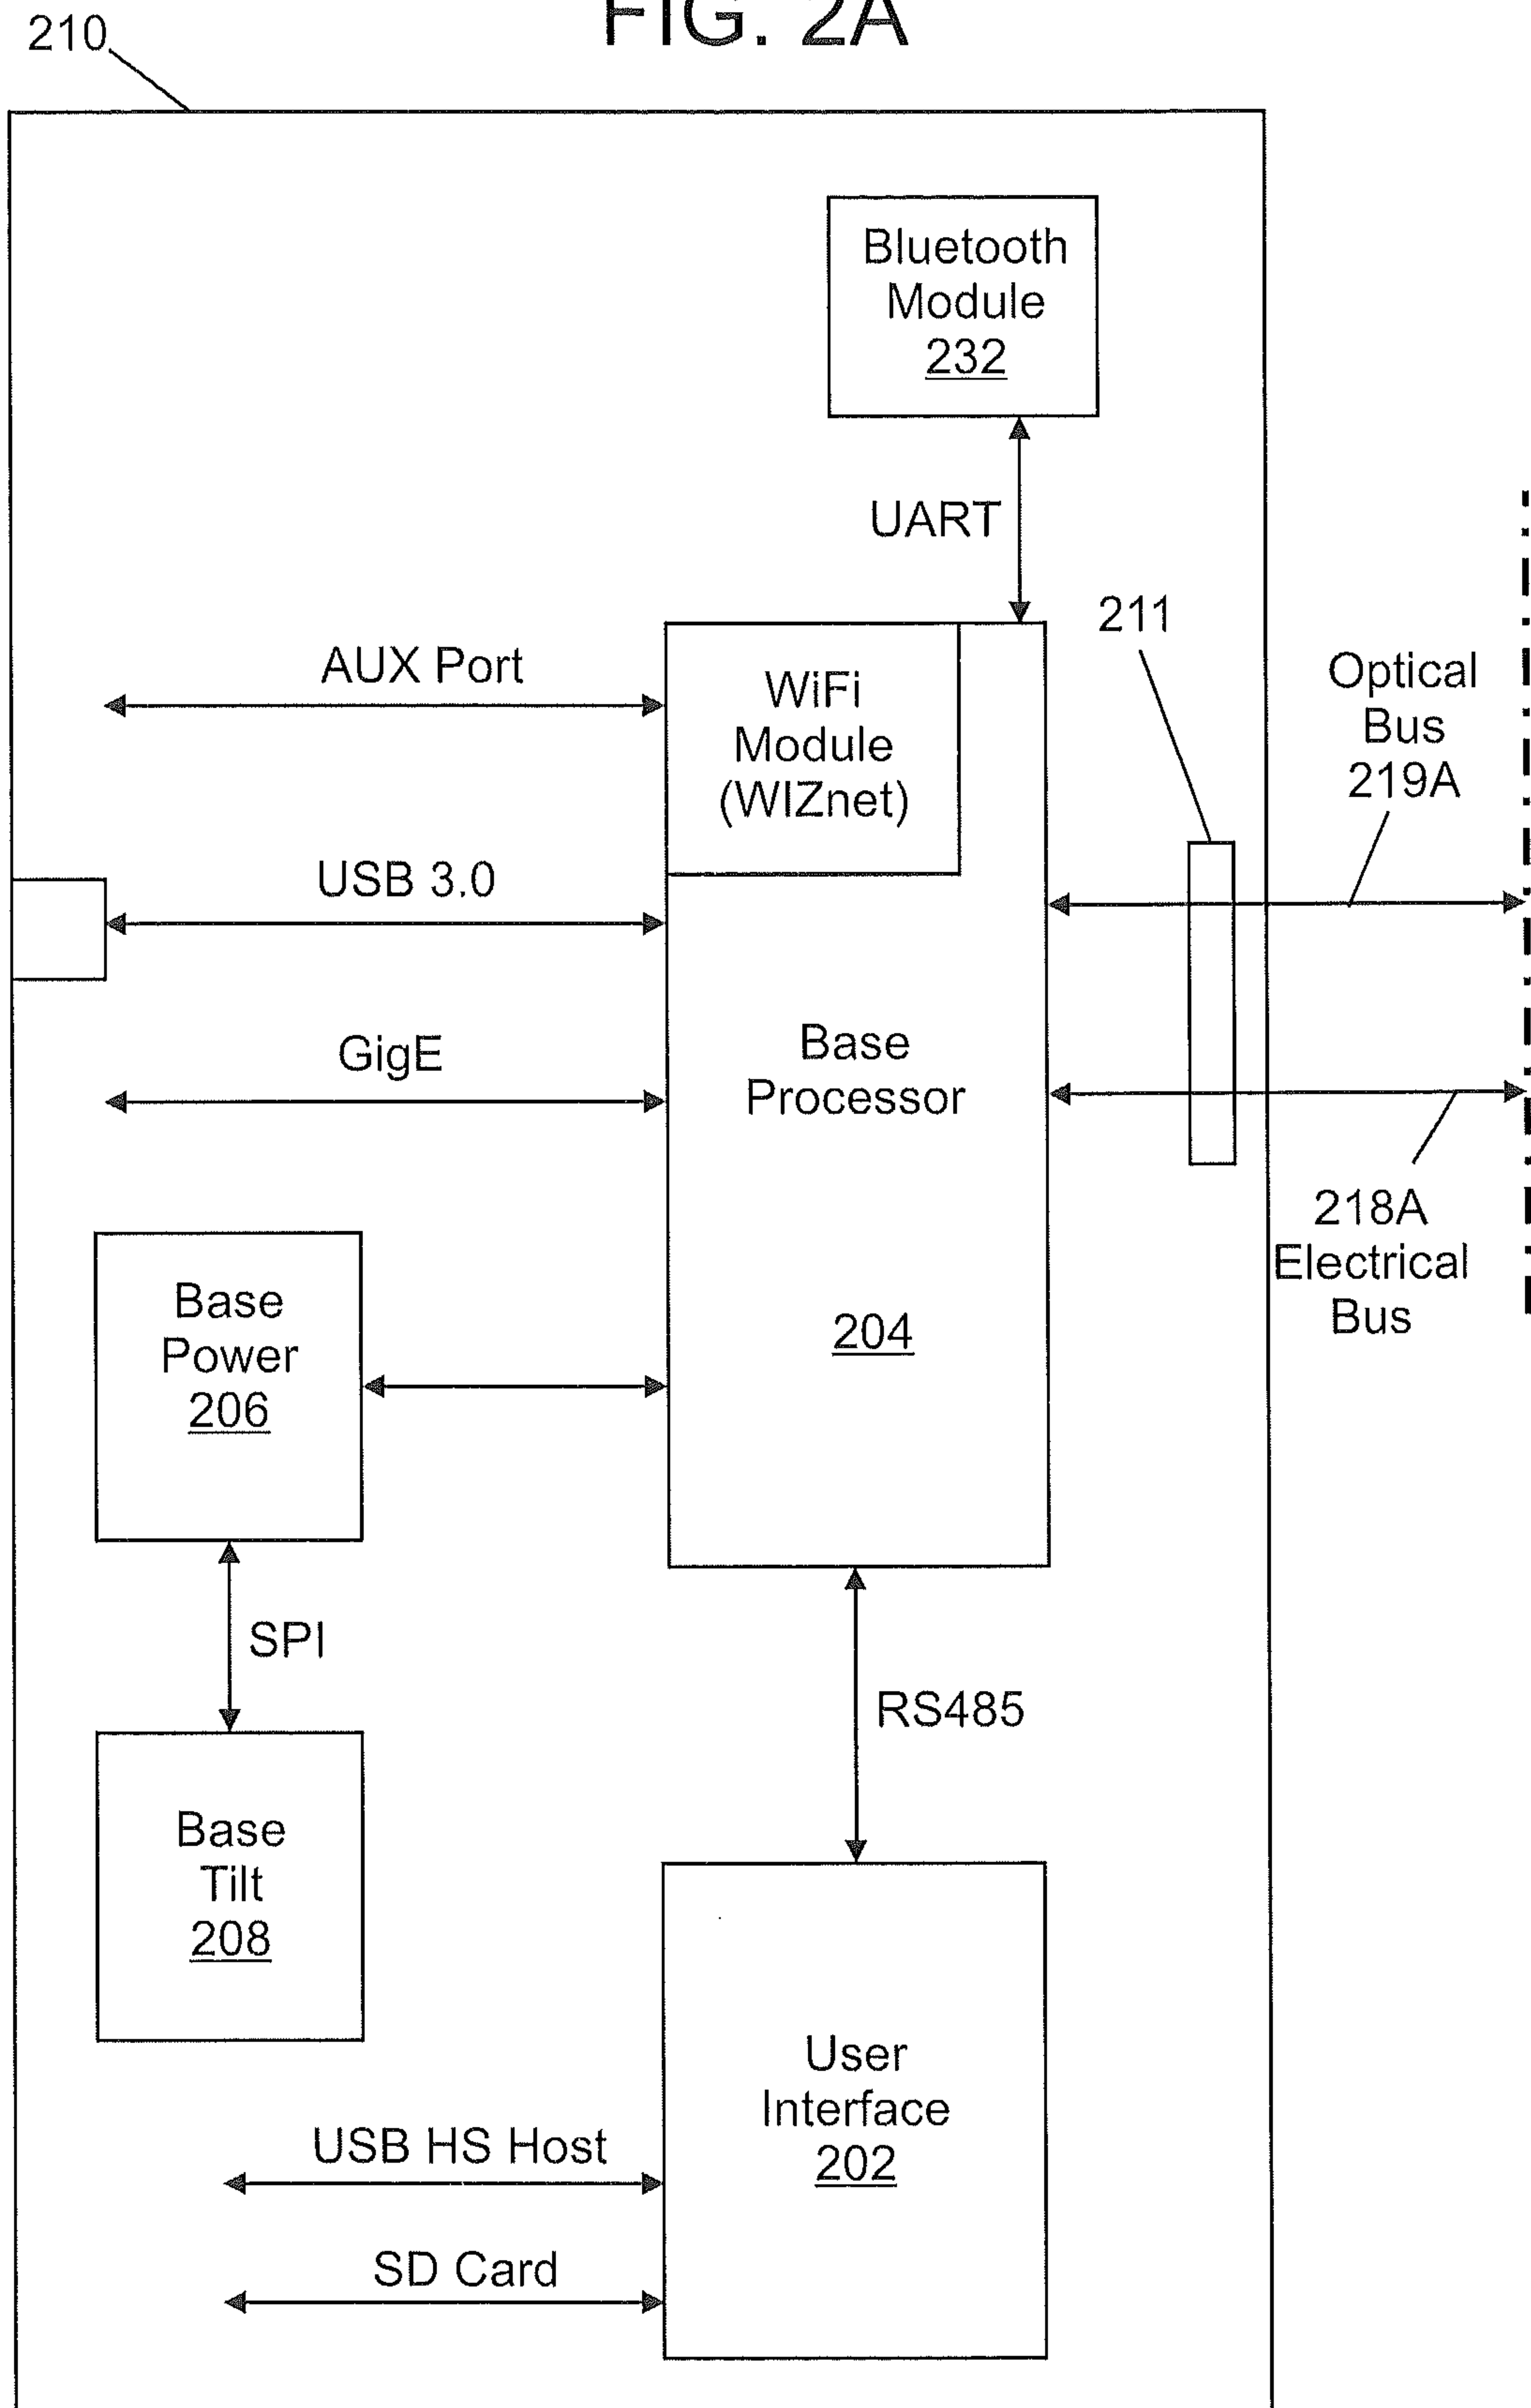 FIG. 2A
210
Bluetooth
Module
232
UART
211
AUX Port
WiFi
Module
(WIZnet)
Optical
Bus
219A
USB 3.0
GigE
Base
Processor
204
218A
Electrical
Bus
Base
Power
206
SPI
RS485
Base
Tilt
208
User
Interface
202
USB HS Host
SD Card